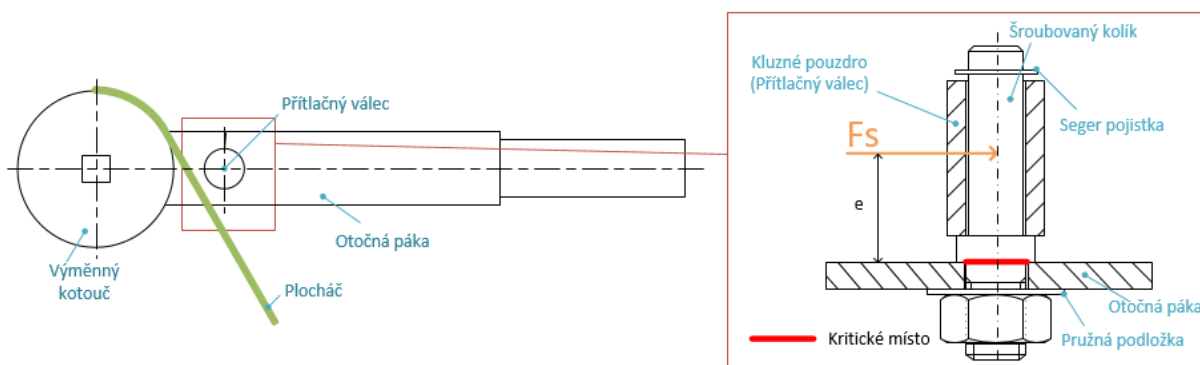 Přítlačný válec
Otočná páka
Výměnný
kotouč
Plocháč
Šroubovaný kolík
Kluzné pouzdro
(Přítlačný válec)
Seger pojistka
Fs
e
Otočná páka
Kritické místo
Pružná podložka